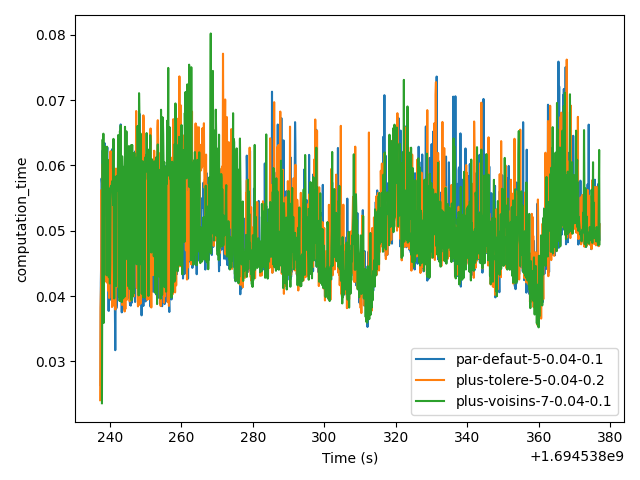 0.08
0.07
0.06
0.05
0.04
0.03
computation_time
par-defaut-5-0.04-0.1
plus-tolere-5-0.04-0.2
plus-voisins-7-0.04-0.1
240 260 280 300 320 340 360 380
Time (s)
+1.694538e9